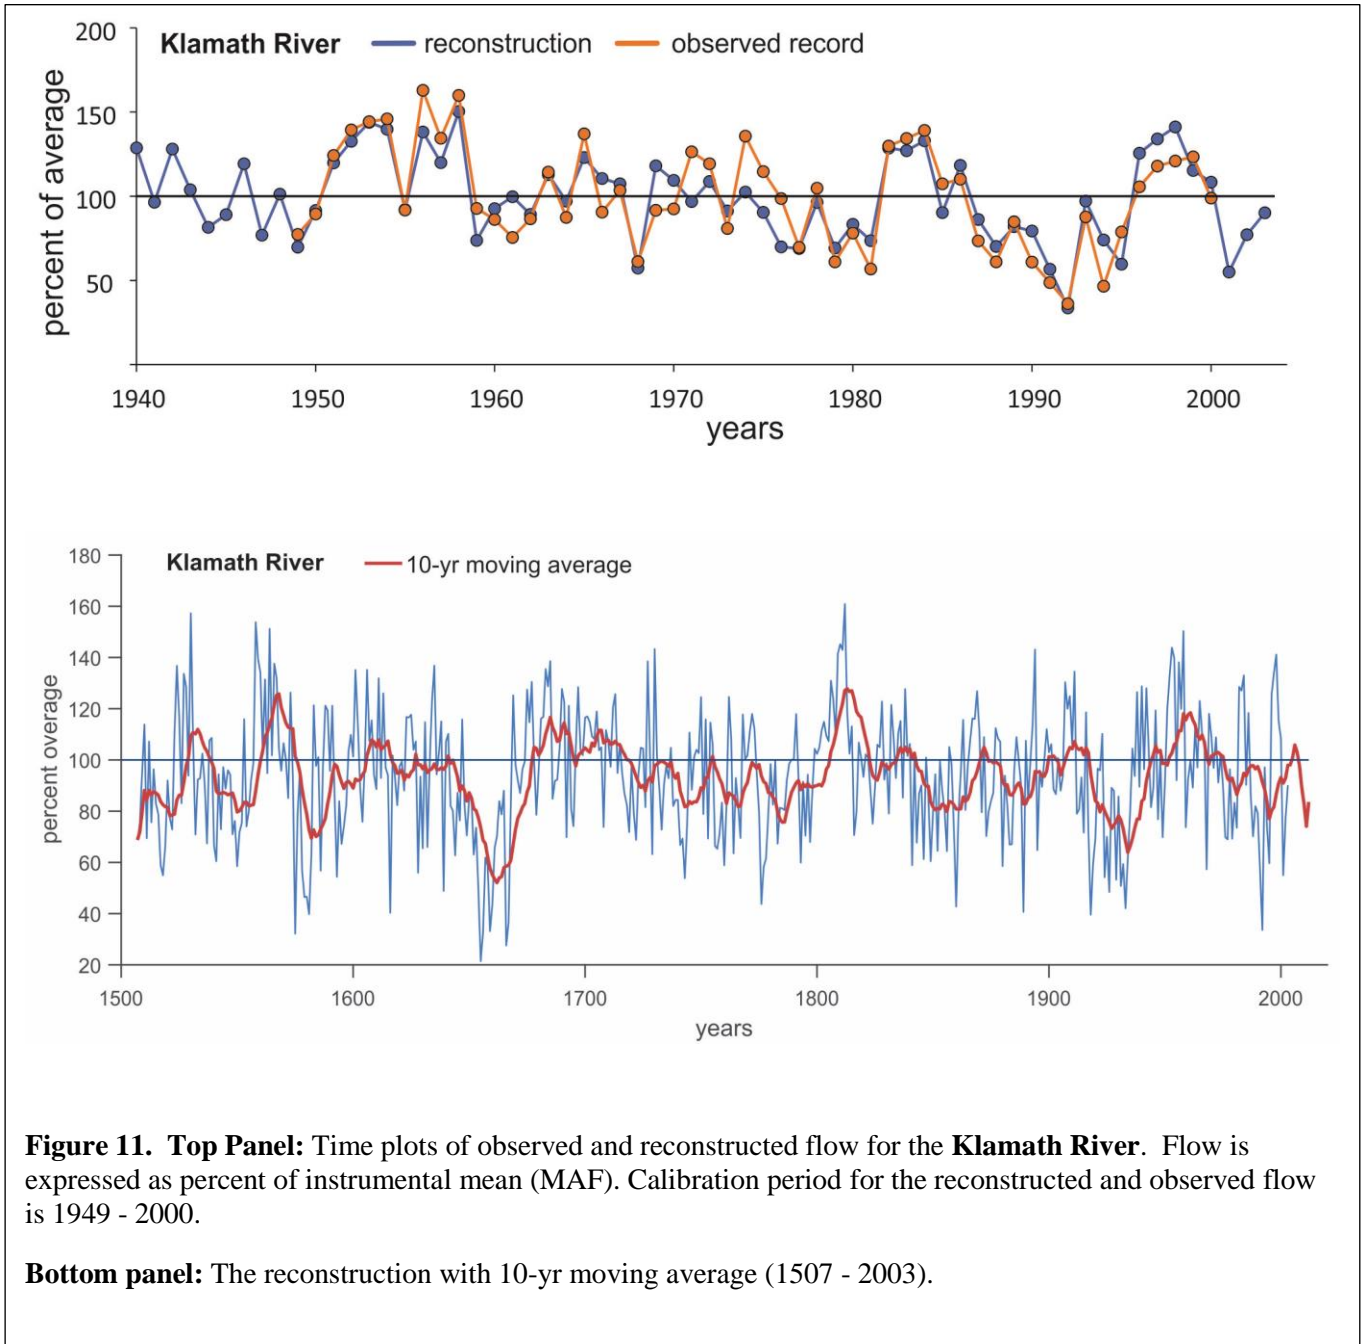 Klamath River reconstruction observed record
percent of average
200
150
100
50
1940 1950 1960 1970 1980 1990 2000
years
Klamath River 10-yr moving average
percent overage
180
160
140
120
100
80
60
40
20
1500 1600 1700 1800 1900 2000
years
Figure 11. Top Panel: Time plots of observed and reconstructed flow for the Klamath River. Flow is
expressed as percent of instrumental mean (MAF). Calibration period for the reconstructed and observed flow
is 1949 - 2000.
Bottom panel: The reconstruction with 10-yr moving average (1507 - 2003).